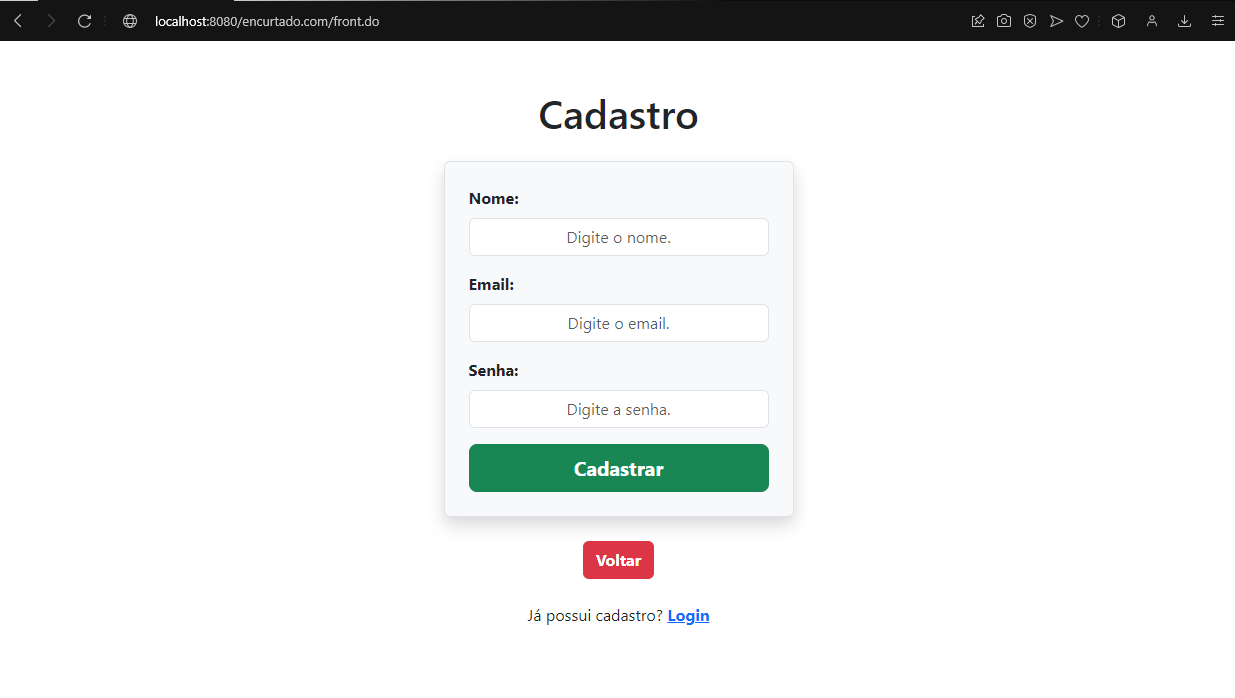 localhost:8080/encurtado.com/front.do
Cadastro
Nome:
Digite o nome.
Email:
Digite o email.
Senha:
Digite a senha.
Cadastrar
Voltar
Já possui cadastro? Login